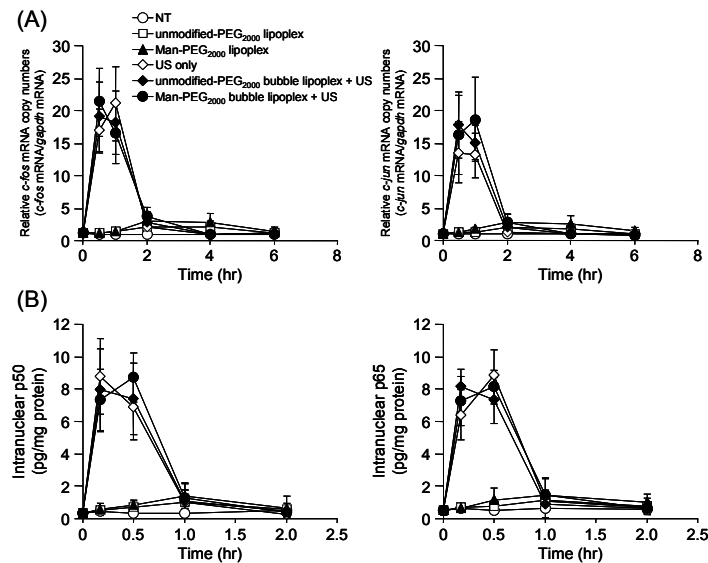 (A)
NT
unmodified-PEG2000 lipoplex
Man-PEG2000 lipoplex
US only
unmodified-PEG2000 bubble lipoplex + US
Man-PEG2000 bubble lipoplex + US
Relative c-fos mRNA copy numbers
(c-fos mRNA/gapdh mRNA)
30
25
20
15
10
5
0
0 2 4 6 8
Time (hr)
Relative c-jun mRNA copy numbers
(c-jun mRNA/gapdh mRNA)
30
25
20
15
10
5
0
0 2 4 6 8
Time (hr)
(B)
Intranuclear p50
(pg/mg protein)
12
10
8
6
4
2
0
0 0.5 1.0 1.5 2.0 2.5
Time (hr)
Intranuclear p65
(pg/mg protein)
12
10
8
6
4
2
0
0 0.5 1.0 1.5 2.0 2.5
Time (hr)